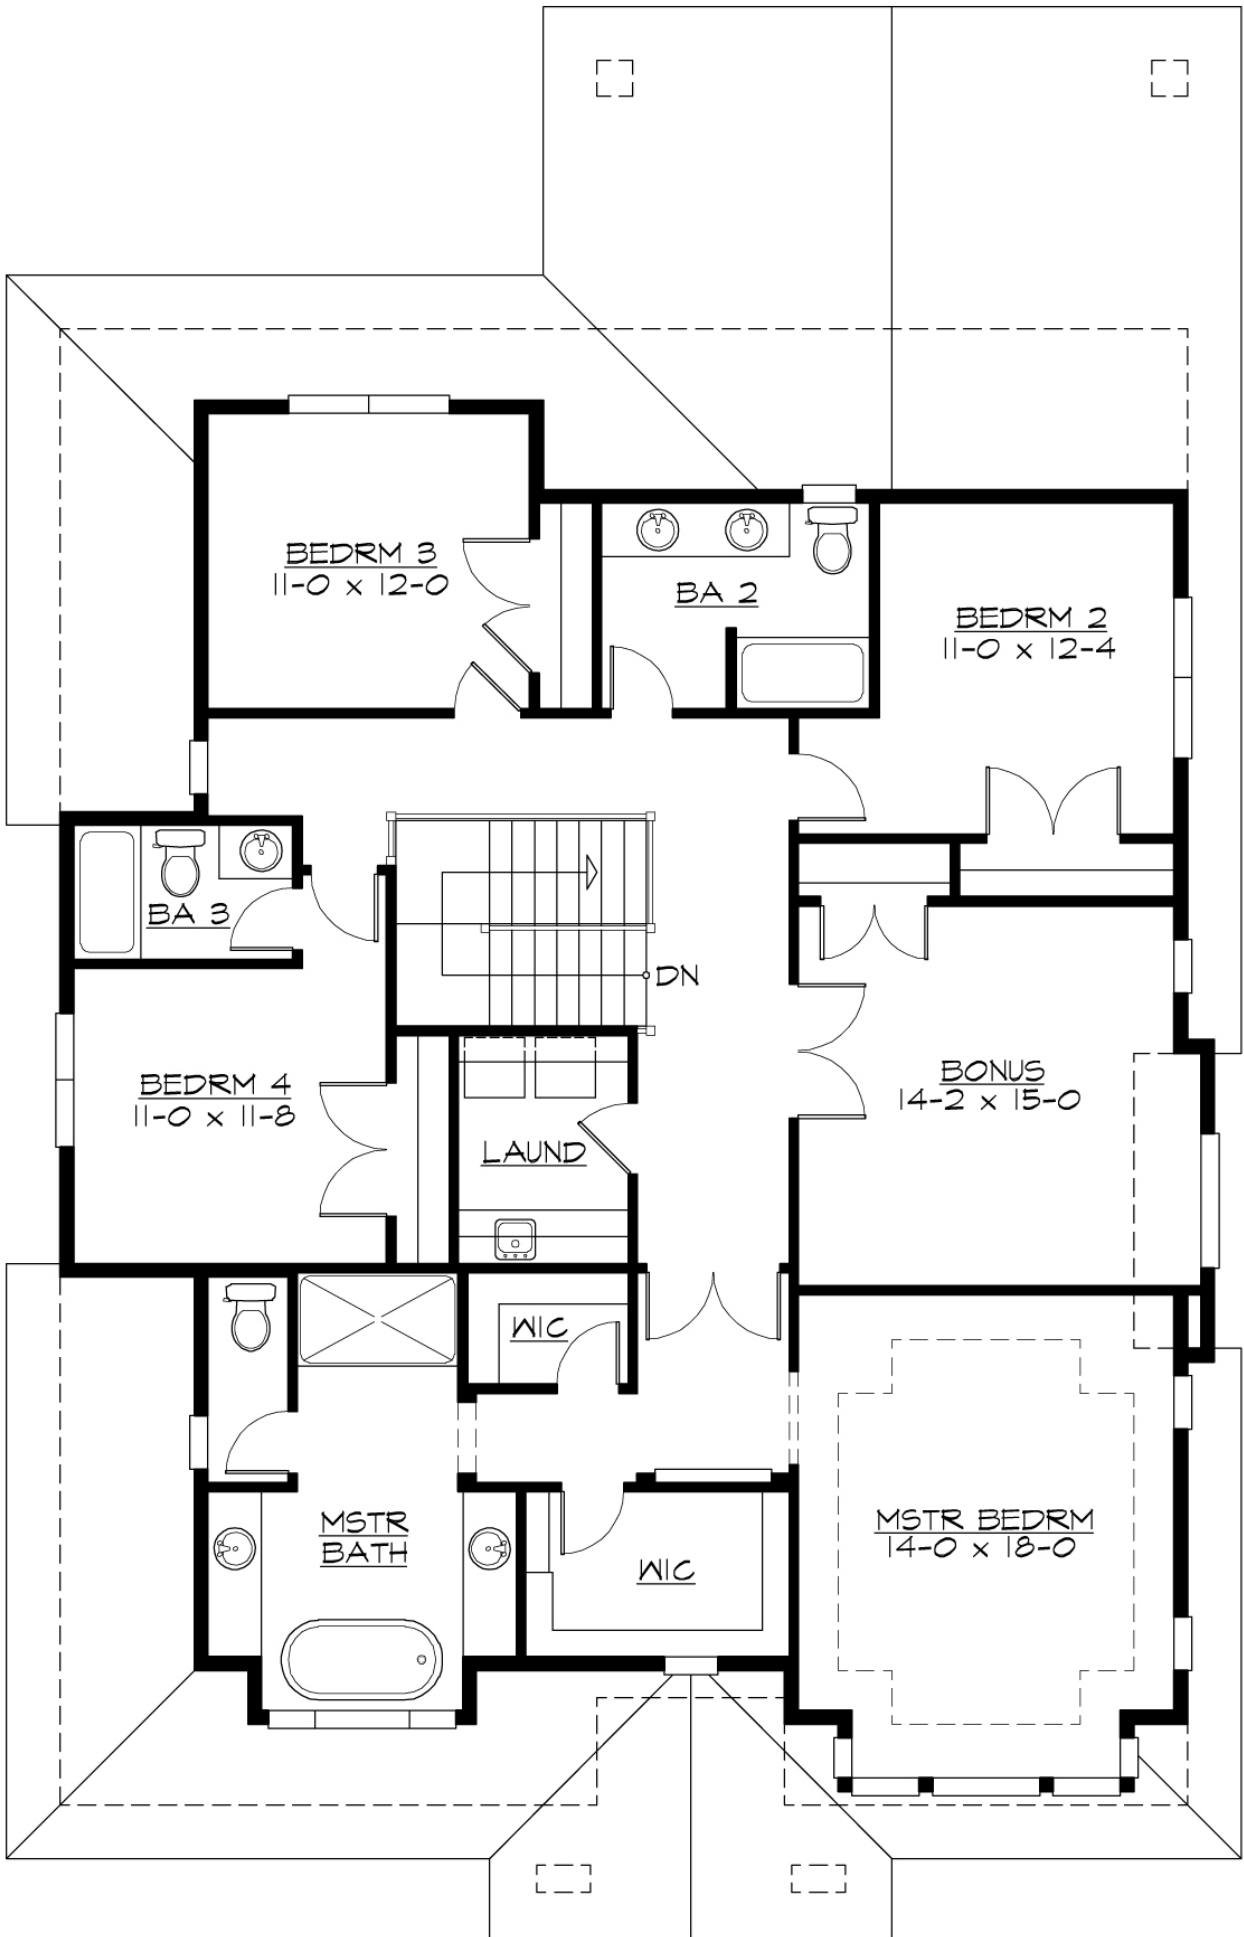 BEDRM 3
11-0 x 12-0
BA 2
BEDRM 2
11-0 x 12-4
BA 3
DN
BEDRM 4
11-0 x 11-8
BONUS
14-2 x 15-0
LAUND
WIC
MSTR
BATH
MSTR BEDRM
14-0 x 18-0
WIC